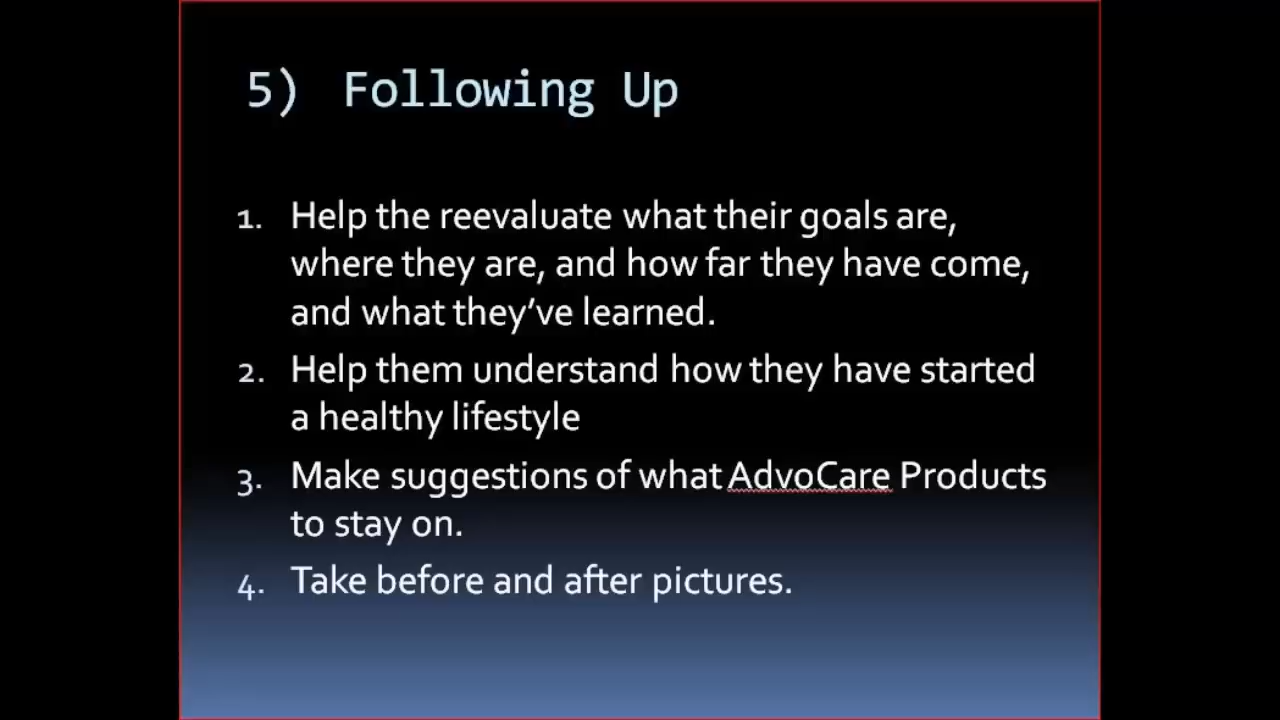 5) Following Up
1. Help the reevaluate what their goals are,
where they are, and how far they have come,
and what they've learned.
2. Help them understand how they have started
a healthy lifestyle
3. Make suggestions of what AdvoCare Products
to stay on.
4. Take before and after pictures.